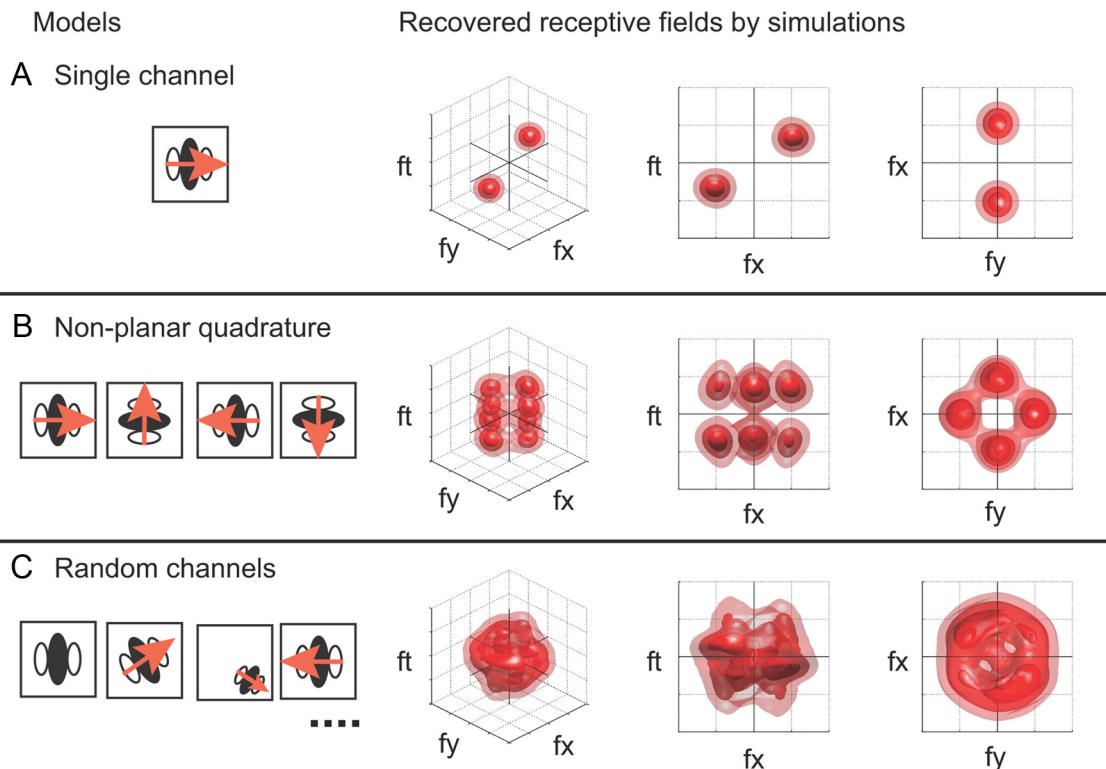 Models
Recovered receptive fields by simulations
A Single channel
ft
fy
fx
ft
fx
fx
fy
B Non-planar quadrature
ft
fy
fx
ft
fx
fx
fy
C Random channels
ft
fy
fx
ft
fx
fx
fy